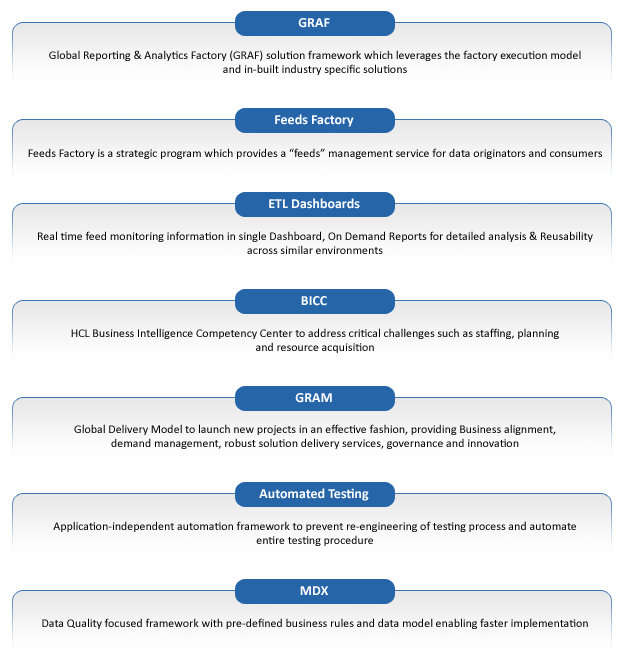 GRAF
Global Reporting & Analytics Factory (GRAF) solution framework which leverages the factory execution model
and in-built industry specific solutions
Feeds Factory
Feeds Factory is a strategic program which provides a “feeds” management service for data originators and consumers
ETL Dashboards
Real time feed monitoring information in single Dashboard, On Demand Reports for detailed analysis & Reusability
across similar environments
BICC
HCL Business Intelligence Competency Center to address critical challenges such as staffing, planning
and resource acquisition
GRAM
Global Delivery Model to launch new projects in an effective fashion, providing Business alignment,
demand management, robust solution delivery services, governance and innovation
Automated Testing
Application-independent automation framework to prevent re-engineering of testing process and automate
entire testing procedure
MDX
Data Quality focused framework with pre-defined business rules and data model enabling faster implementation